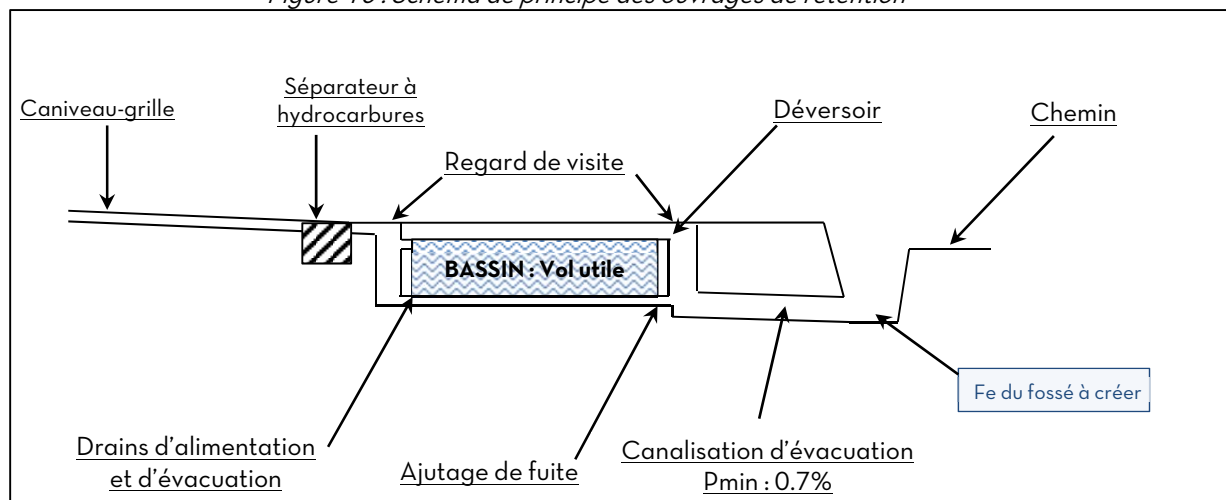 Figure 10 : Schéma de principe des ouvrages de rétention
Caniveau-grille
Séparateur à
hydrocarbures
Regard de visite
Déversoir
Chemin
BASSIN : Vol utile
Fe du fossé à créer
Drains d’alimentation
et d’évacuation
Ajutage de fuite
Canalisation d’évacuation
Pmin : 0.7%